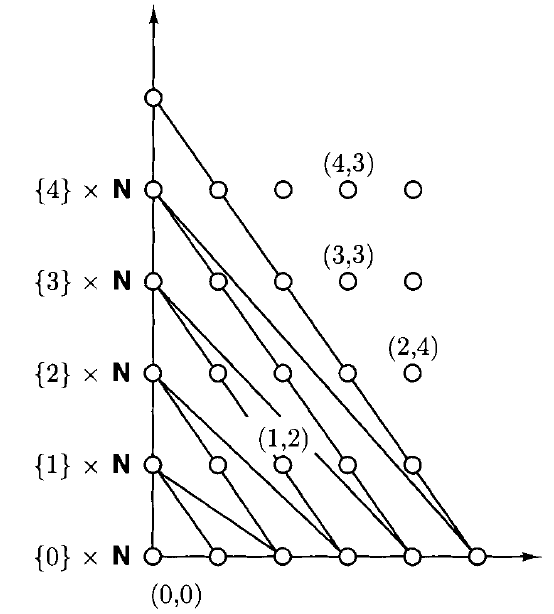 (4,3)
{4} × N
(3,3)
{3} × N
(2,4)
{2} × N
(1,2)
{1} × N
{0} × N
(0,0)